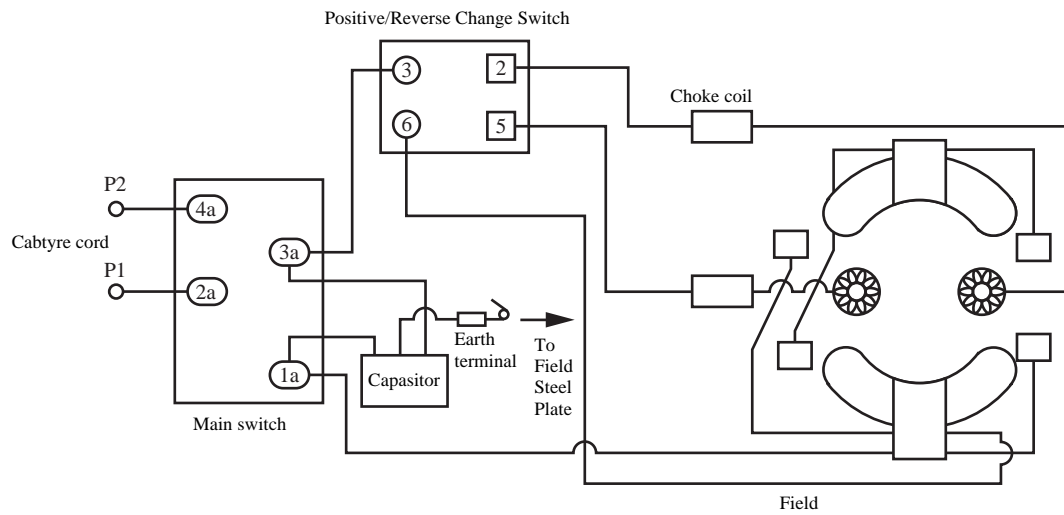 Positive/Reverse Change Switch
3
2
Choke coil
6
5
P2
4a
Cabtyre cord
3a
P1
2a
Earth
terminal
To
Field
Steel
Plate
1a
Capasitor
Main switch
Field